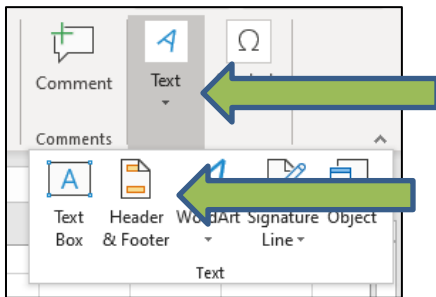 Comment Text
Comments
Text Header WordArt Signature Object
Box & Footer Line
Text